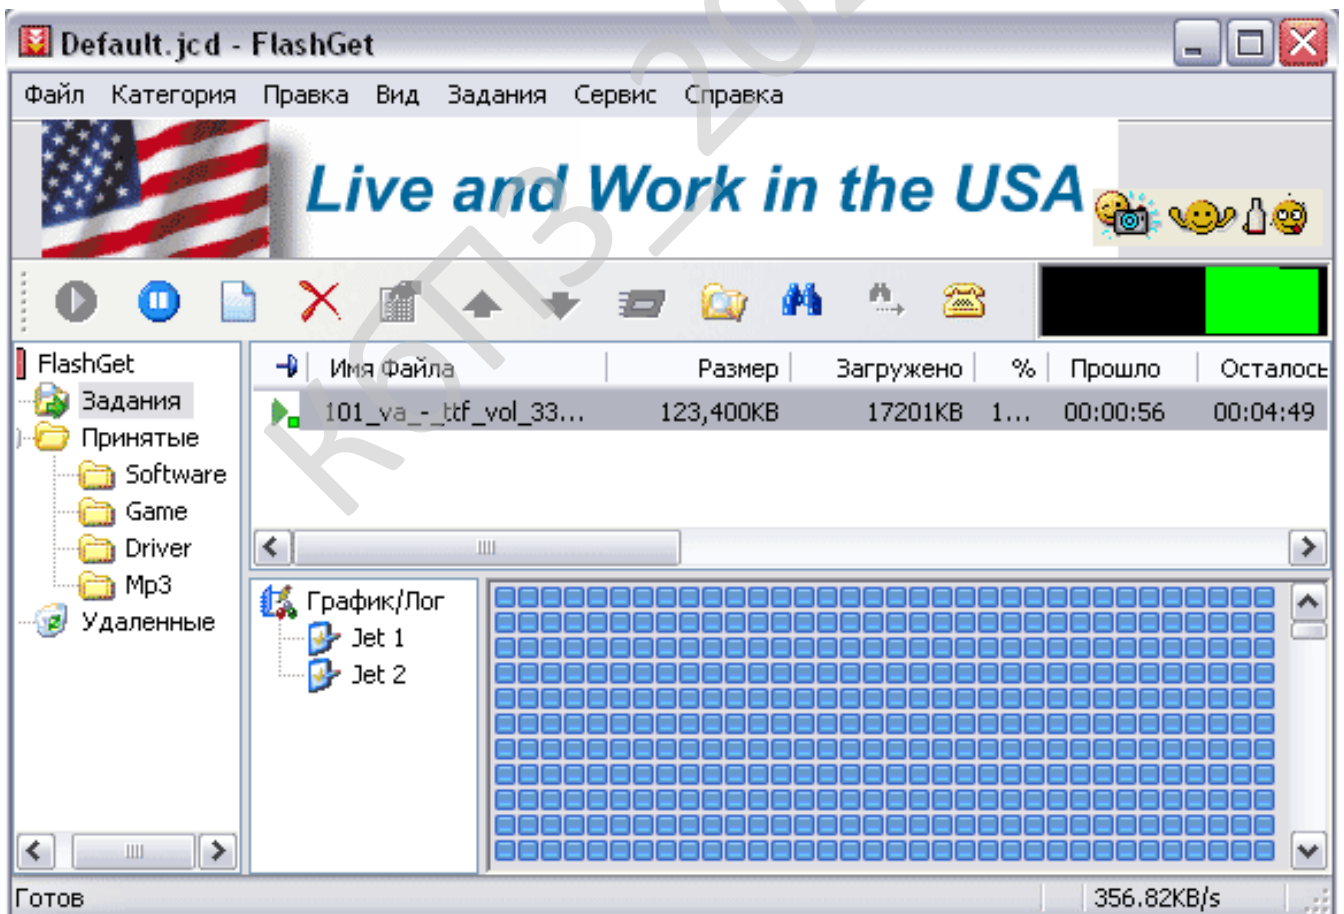 Default.jcd - FlashGet
Файл Категория Правка Вид Задания Сервис Справка
Live and Work in the USA
FlashGet
Задания
Принятые
Software
Game
Driver
Mp3
Удаленные
Имя Файла Размер Загружено % Прошло Осталось
101_va_-_ttf_vol_33... 123,400KB 17201KB 1... 00:00:56 00:04:49
График/Лог
Jet 1
Jet 2
Готов 356.82KB/s